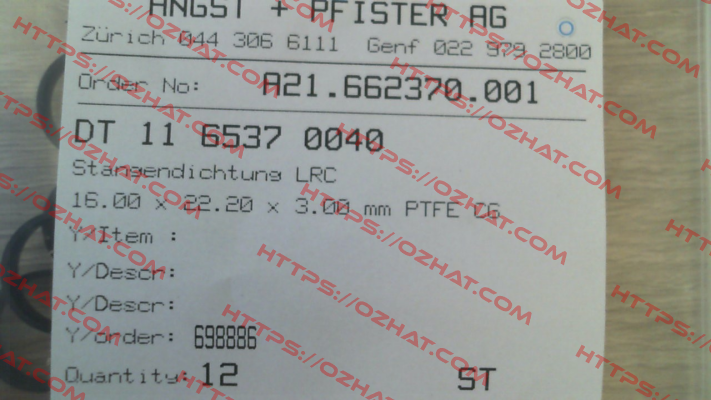 ANGST + PFISTER AG
Zürich 044 306 6111 Genf 022 979 2800
Order No: A21.662370.001
DT 11 6537 0040
Stangendichtung LRC
16.00 x 22.20 x 3.00 mm PTFE CG
Y/Item :
Y/Descr:
Y/Descr:
Y/order: 698886
Quantity: 12 ST
HTTPS://OZHAT.COM